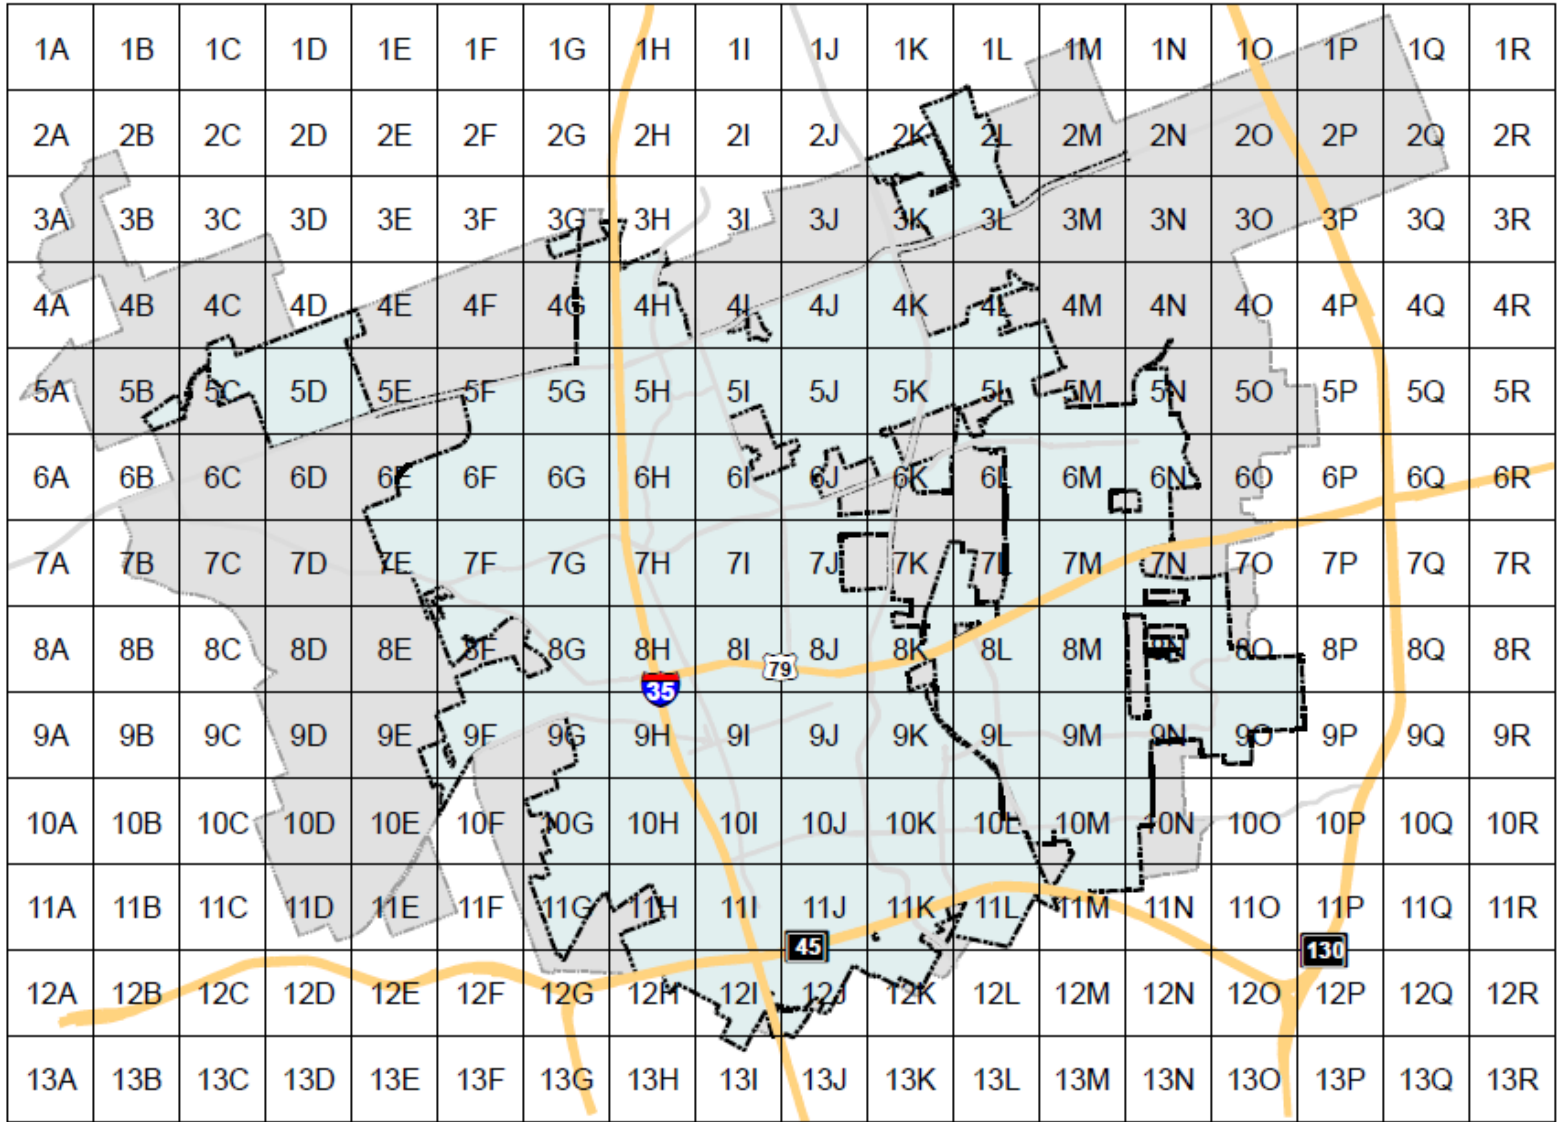 1A 1B 1C 1D 1E 1F 1G 1H 1I 1J 1K 1L 1M 1N 1O 1P 1Q 1R
2A 2B 2C 2D 2E 2F 2G 2H 2I 2J 2K 2L 2M 2N 2O 2P 2Q 2R
3A 3B 3C 3D 3E 3F 3G 3H 3I 3J 3K 3L 3M 3N 3O 3P 3Q 3R
4A 4B 4C 4D 4E 4F 4G 4H 4I 4J 4K 4L 4M 4N 4O 4P 4Q 4R
5A 5B 5C 5D 5E 5F 5G 5H 5I 5J 5K 5L 5M 5N 5O 5P 5Q 5R
6A 6B 6C 6D 6E 6F 6G 6H 6I 6J 6K 6L 6M 6N 6O 6P 6Q 6R
7A 7B 7C 7D 7E 7F 7G 7H 7I 7J 7K 7L 7M 7N 7O 7P 7Q 7R
8A 8B 8C 8D 8E 8F 8G 8H 8I 8J 8K 8L 8M 8N 8O 8P 8Q 8R
79
35
9A 9B 9C 9D 9E 9F 9G 9H 9I 9J 9K 9L 9M 9N 9O 9P 9Q 9R
10A 10B 10C 10D 10E 10F 10G 10H 10I 10J 10K 10L 10M 10N 10O 10P 10Q 10R
11A 11B 11C 11D 11E 11F 11G 11H 11I 11J 11K 11L 11M 11N 11O 11P 11Q 11R
45 130
12A 12B 12C 12D 12E 12F 12G 12H 12I 12J 12K 12L 12M 12N 12O 12P 12Q 12R
13A 13B 13C 13D 13E 13F 13G 13H 13I 13J 13K 13L 13M 13N 13O 13P 13Q 13R